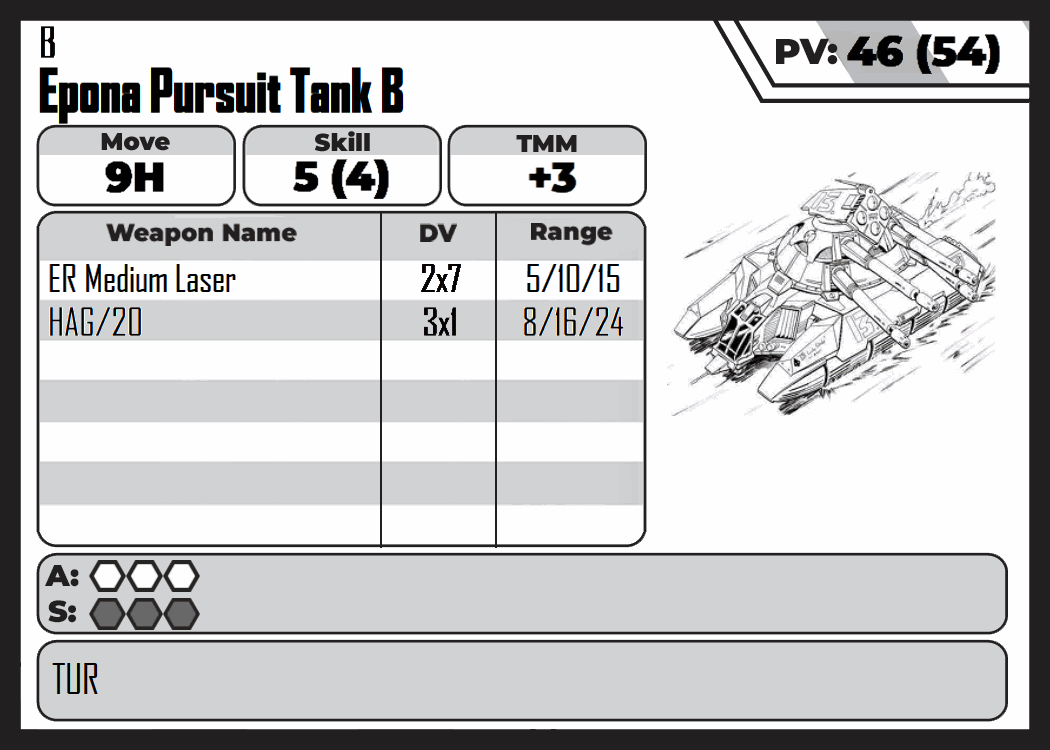 B
PV: 46 (54)
Epona Pursuit Tank B
Move Skill TMM
9H 5 (4) +3
Weapon Name DV Range
ER Medium Laser 2x7 5/10/15
HAG/20 3x1 8/16/24
A:
S:
TUR